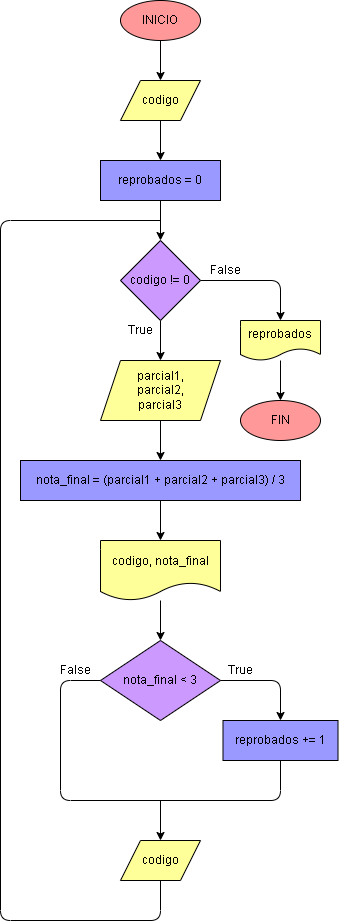 INICIO
codigo
reprobados = 0
codigo != 0
False
True
reprobados
FIN
parcial1,
parcial2,
parcial3
nota_final = (parcial1 + parcial2 + parcial3) / 3
codigo, nota_final
nota_final < 3
False
True
reprobados += 1
codigo